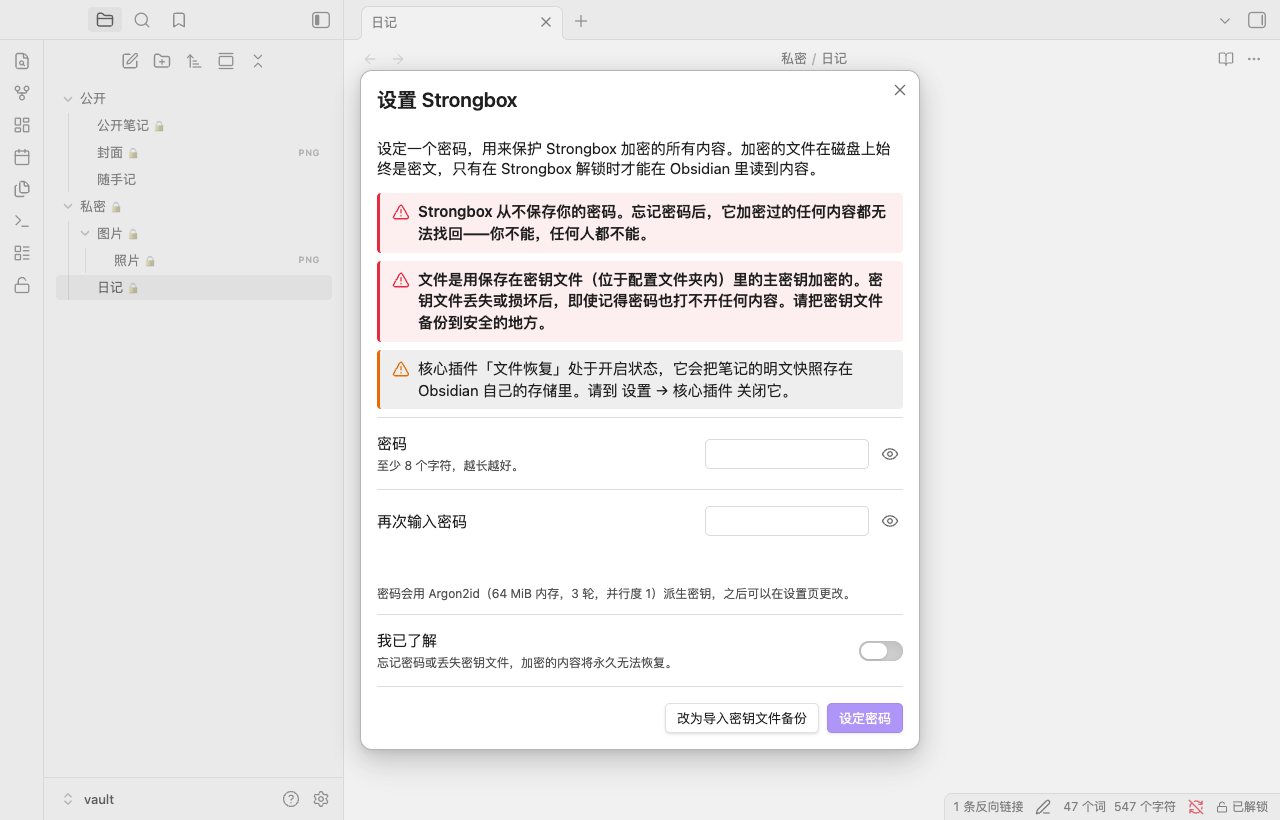 日记
私密 / 日记
公开
公开笔记
封面 PNG
随手记
私密
图片
照片 PNG
日记
设置 Strongbox
设定一个密码，用来保护 Strongbox 加密的所有内容。加密的文件在磁盘上始
终是密文，只有在 Strongbox 解锁时才能在 Obsidian 里读到内容。
Strongbox 从不保存你的密码。忘记密码后，它加密过的任何内容都无
法找回——你不能，任何人都不能。
文件是用保存在密钥文件（位于配置文件夹内）里的主密钥加密的。密
钥文件丢失或损坏后，即使记得密码也打不开任何内容。请把密钥文件
备份到安全的地方。
核心插件「文件恢复」处于开启状态，它会把笔记的明文快照存在
Obsidian 自己的存储里。请到 设置 → 核心插件 关闭它。
密码
至少 8 个字符，越长越好。
再次输入密码
密码会用 Argon2id（64 MiB 内存，3 轮，并行度 1）派生密钥，之后可以在设置页更改。
我已了解
忘记密码或丢失密钥文件，加密的内容将永久无法恢复。
改为导入密钥文件备份 设定密码
vault
1 条反向链接 47 个词 547 个字符 已解锁